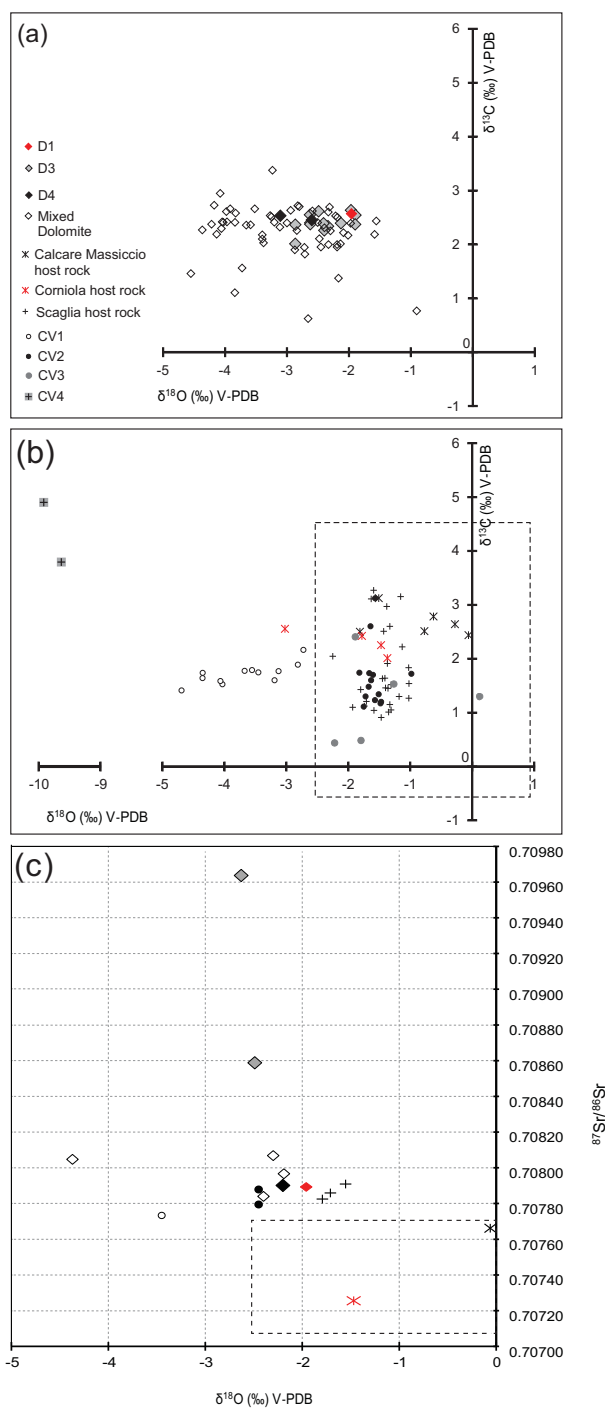 (a)
6
5
4
3
2
1
0
-1
δ¹³C (‰) V-PDB
D1
D3
D4
Mixed
Dolomite
Calcare Massiccio
host rock
Corniola host rock
Scaglia host rock
CV1
CV2
CV3
CV4
-5 -4 -3 -2 -1 1
δ¹⁸O (‰) V-PDB
(b)
6
5
4
3
2
1
0
-1
δ¹³C (‰) V-PDB
-10 -9 -5 -4 -3 -2 -1 1
δ¹⁸O (‰) V-PDB
(c)
0.70980
0.70960
0.70940
0.70920
0.70900
0.70880
0.70860
0.70840
0.70820
0.70800
0.70780
0.70760
0.70740
0.70720
0.70700
⁸⁷Sr/⁸⁶Sr
-5 -4 -3 -2 -1 0
δ¹⁸O (‰) V-PDB